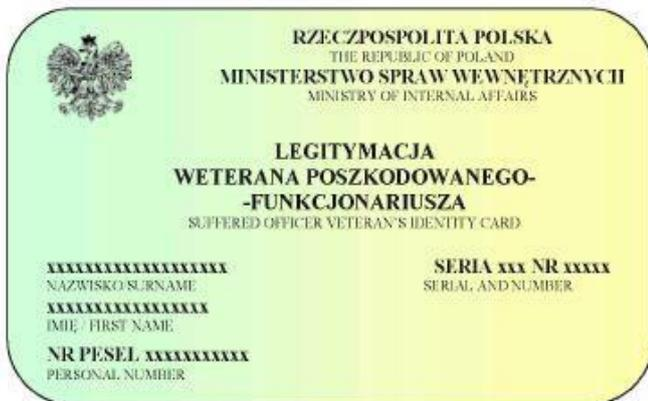 RZECZPOSPOLITA POLSKA
THE REPUBLIC OF POLAND
MINISTERSTWO SPRAW WEWNĘTRZNYCH
MINISTRY OF INTERNAL AFFAIRS
LEGITYMACJA
WETERANA POSZKODOWANEGO-
-FUNKCJONARIUSZA
SUFFERED OFFICER VETERAN'S IDENTITY CARD
xxxxxxxxxxxxxxxxxxx
NAZWISKO/SURNAME
xxxxxxxxxxxxxxxxx
IMIĘ / FIRST NAME
NR PESEL xxxxxxxxxxx
PERSONAL NUMBER
SERIA xxx NR xxxxx
SERIAL AND NUMBER